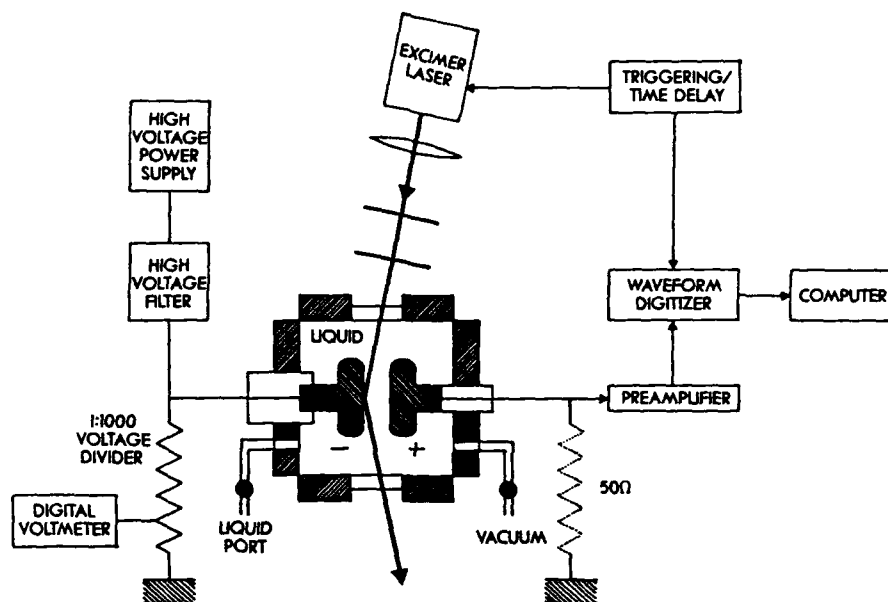 EXCIMER
LASER
TRIGGERING/
TIME DELAY
HIGH
VOLTAGE
POWER
SUPPLY
HIGH
VOLTAGE
FILTER
WAVEFORM
DIGITIZER
COMPUTER
LIQUID
PREAMPLIFIER
1:1000
VOLTAGE
DIVIDER
− +
50Ω
DIGITAL
VOLTMETER
LIQUID
PORT
VACUUM